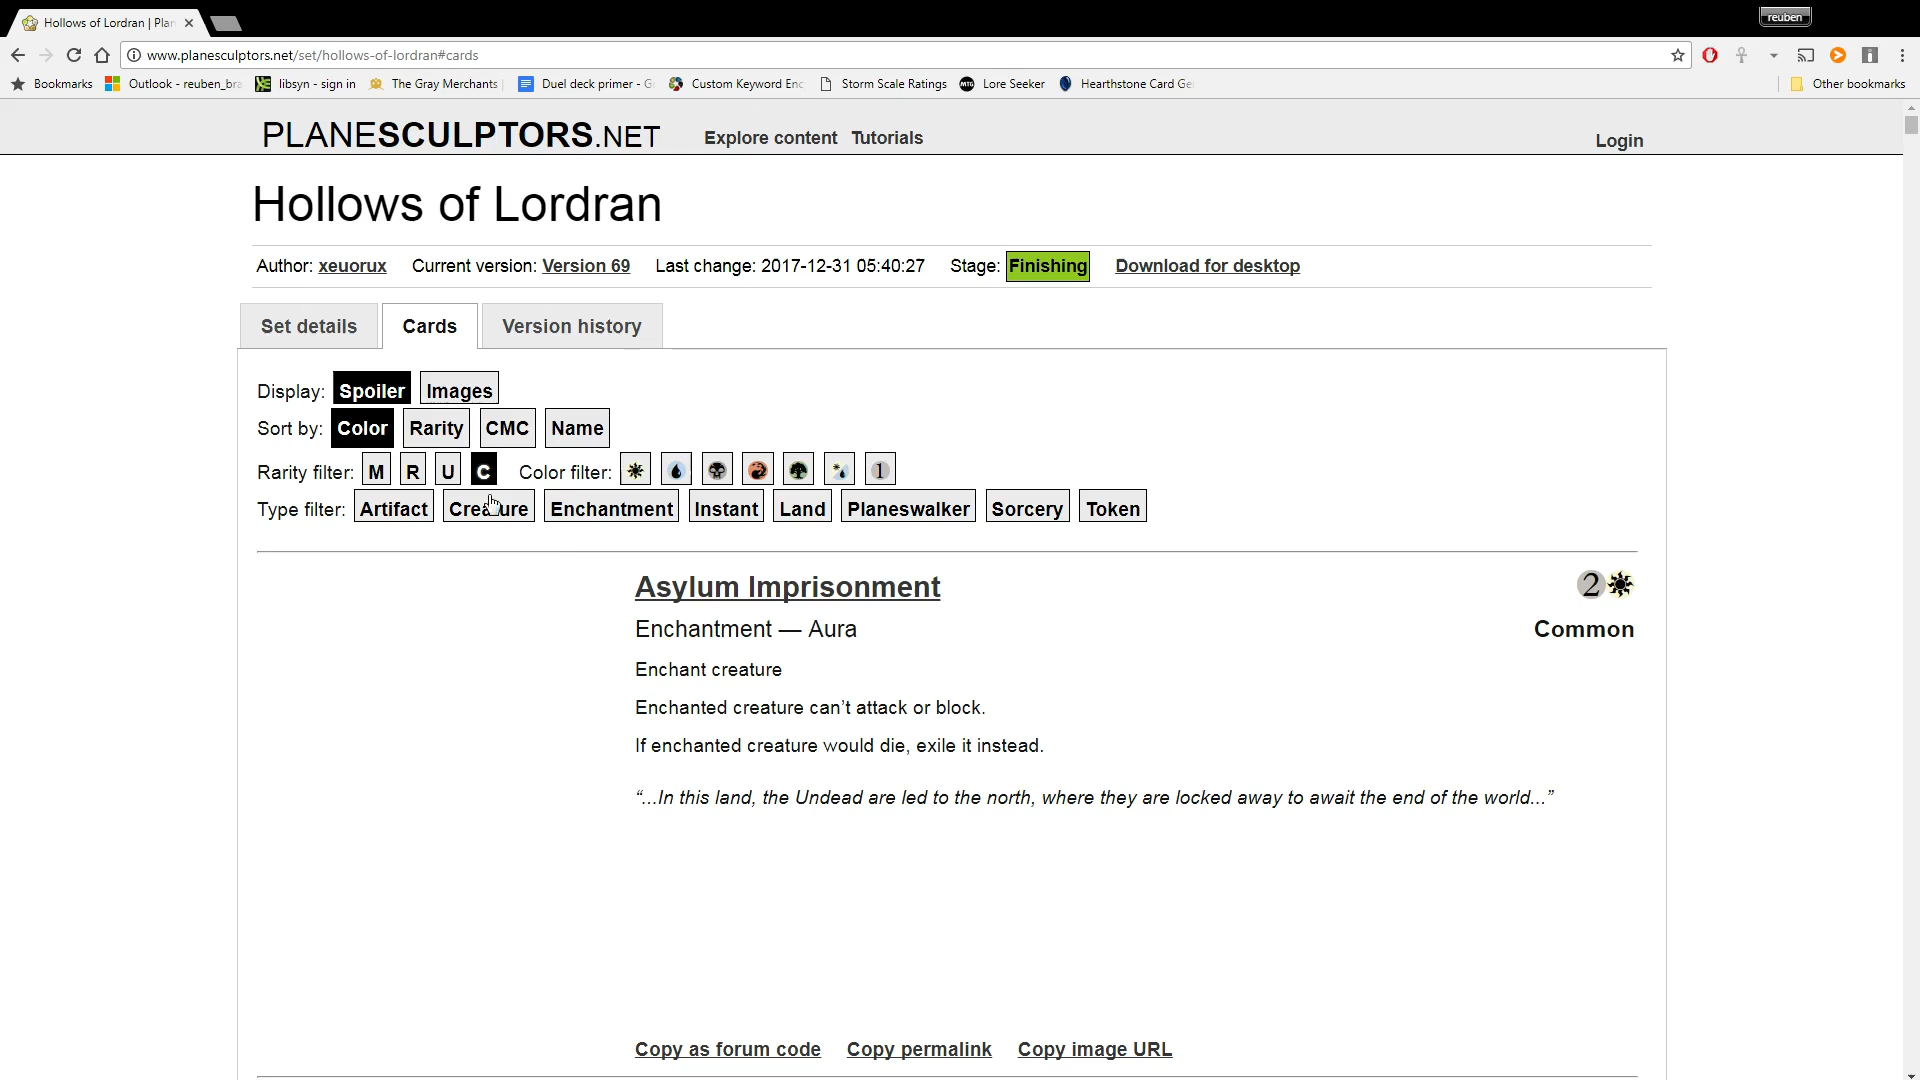 Hollows of Lordran | Plan
reuben
www.planesculptors.net/set/hollows-of-lordran#cards
Bookmarks Outlook - reuben_bra libsyn - sign in The Gray Merchants Duel deck primer - G Custom Keyword Enc Storm Scale Ratings MTG Lore Seeker Hearthstone Card Ge Other bookmarks
PLANESCULPTORS.NET Explore content Tutorials Login
Hollows of Lordran
Author: xeuorux Current version: Version 69 Last change: 2017-12-31 05:40:27 Stage: Finishing Download for desktop
Set details Cards Version history
Display: Spoiler Images
Sort by: Color Rarity CMC Name
Rarity filter: M R U C Color filter: 1
Type filter: Artifact Creature Enchantment Instant Land Planeswalker Sorcery Token
Asylum Imprisonment 2
Enchantment — Aura Common
Enchant creature
Enchanted creature can't attack or block.
If enchanted creature would die, exile it instead.
“...In this land, the Undead are led to the north, where they are locked away to await the end of the world...”
Copy as forum code Copy permalink Copy image URL